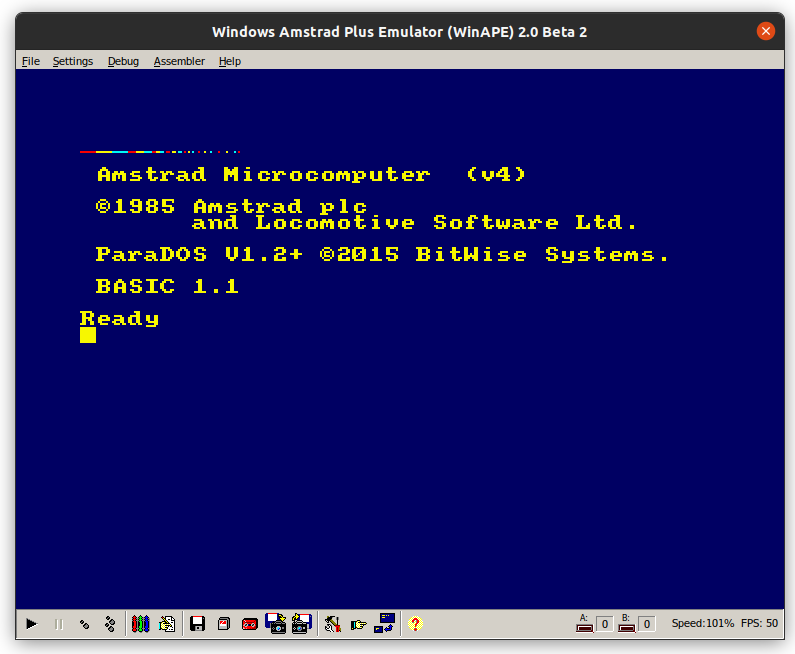 Windows Amstrad Plus Emulator (WinAPE) 2.0 Beta 2
File Settings Debug Assembler Help
Amstrad Microcomputer (v4)
©1985 Amstrad plc
and Locomotive Software Ltd.
ParaDOS V1.2+ ©2015 BitWise Systems.
BASIC 1.1
Ready
A: 0 B: 0 Speed:101% FPS: 50